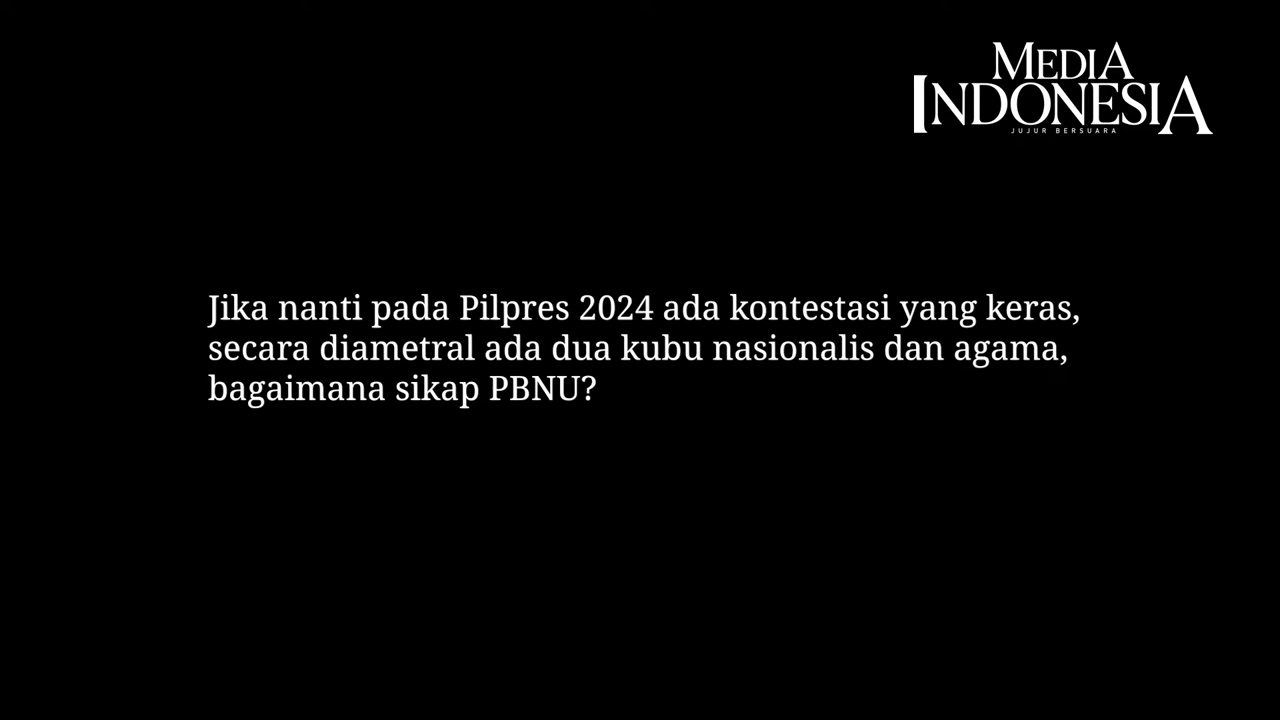 MEDIA
INDONESIA
JUJUR BERSUARA
Jika nanti pada Pilpres 2024 ada kontestasi yang keras,
secara diametral ada dua kubu nasionalis dan agama,
bagaimana sikap PBNU?